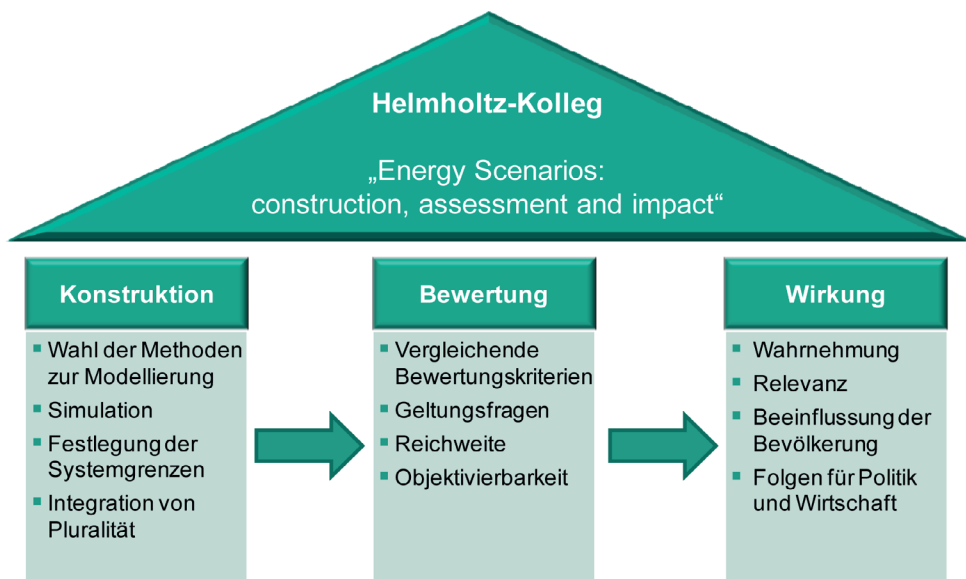 Helmholtz-Kolleg
„Energy Scenarios:
construction, assessment and impact“
Konstruktion
▪ Wahl der Methoden
zur Modellierung
▪ Simulation
▪ Festlegung der
Systemgrenzen
▪ Integration von
Pluralität
Bewertung
▪ Vergleichende
Bewertungskriterien
▪ Geltungsfragen
▪ Reichweite
▪ Objektivierbarkeit
Wirkung
▪ Wahrnehmung
▪ Relevanz
▪ Beeinflussung der
Bevölkerung
▪ Folgen für Politik
und Wirtschaft